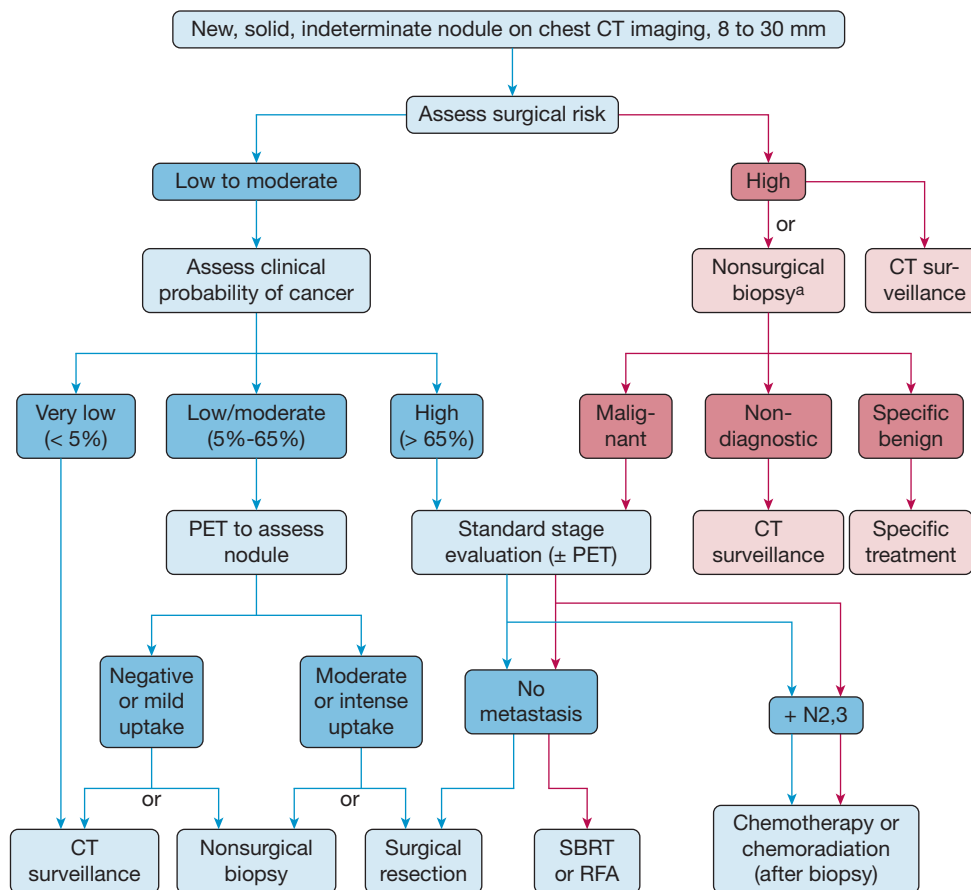 New, solid, indeterminate nodule on chest CT imaging, 8 to 30 mm
Assess surgical risk
Low to moderate
High
or
Assess clinical
probability of cancer
Nonsurgical
biopsyᵃ
CT sur-
veillance
Very low
(< 5%)
Low/moderate
(5%-65%)
High
(> 65%)
Malig-
nant
Non-
diagnostic
Specific
benign
PET to assess
nodule
Standard stage
evaluation (± PET)
CT
surveillance
Specific
treatment
Negative
or mild
uptake
Moderate
or intense
uptake
No
metastasis
+ N2,3
or
or
CT
surveillance
Nonsurgical
biopsy
Surgical
resection
SBRT
or RFA
Chemotherapy or
chemoradiation
(after biopsy)